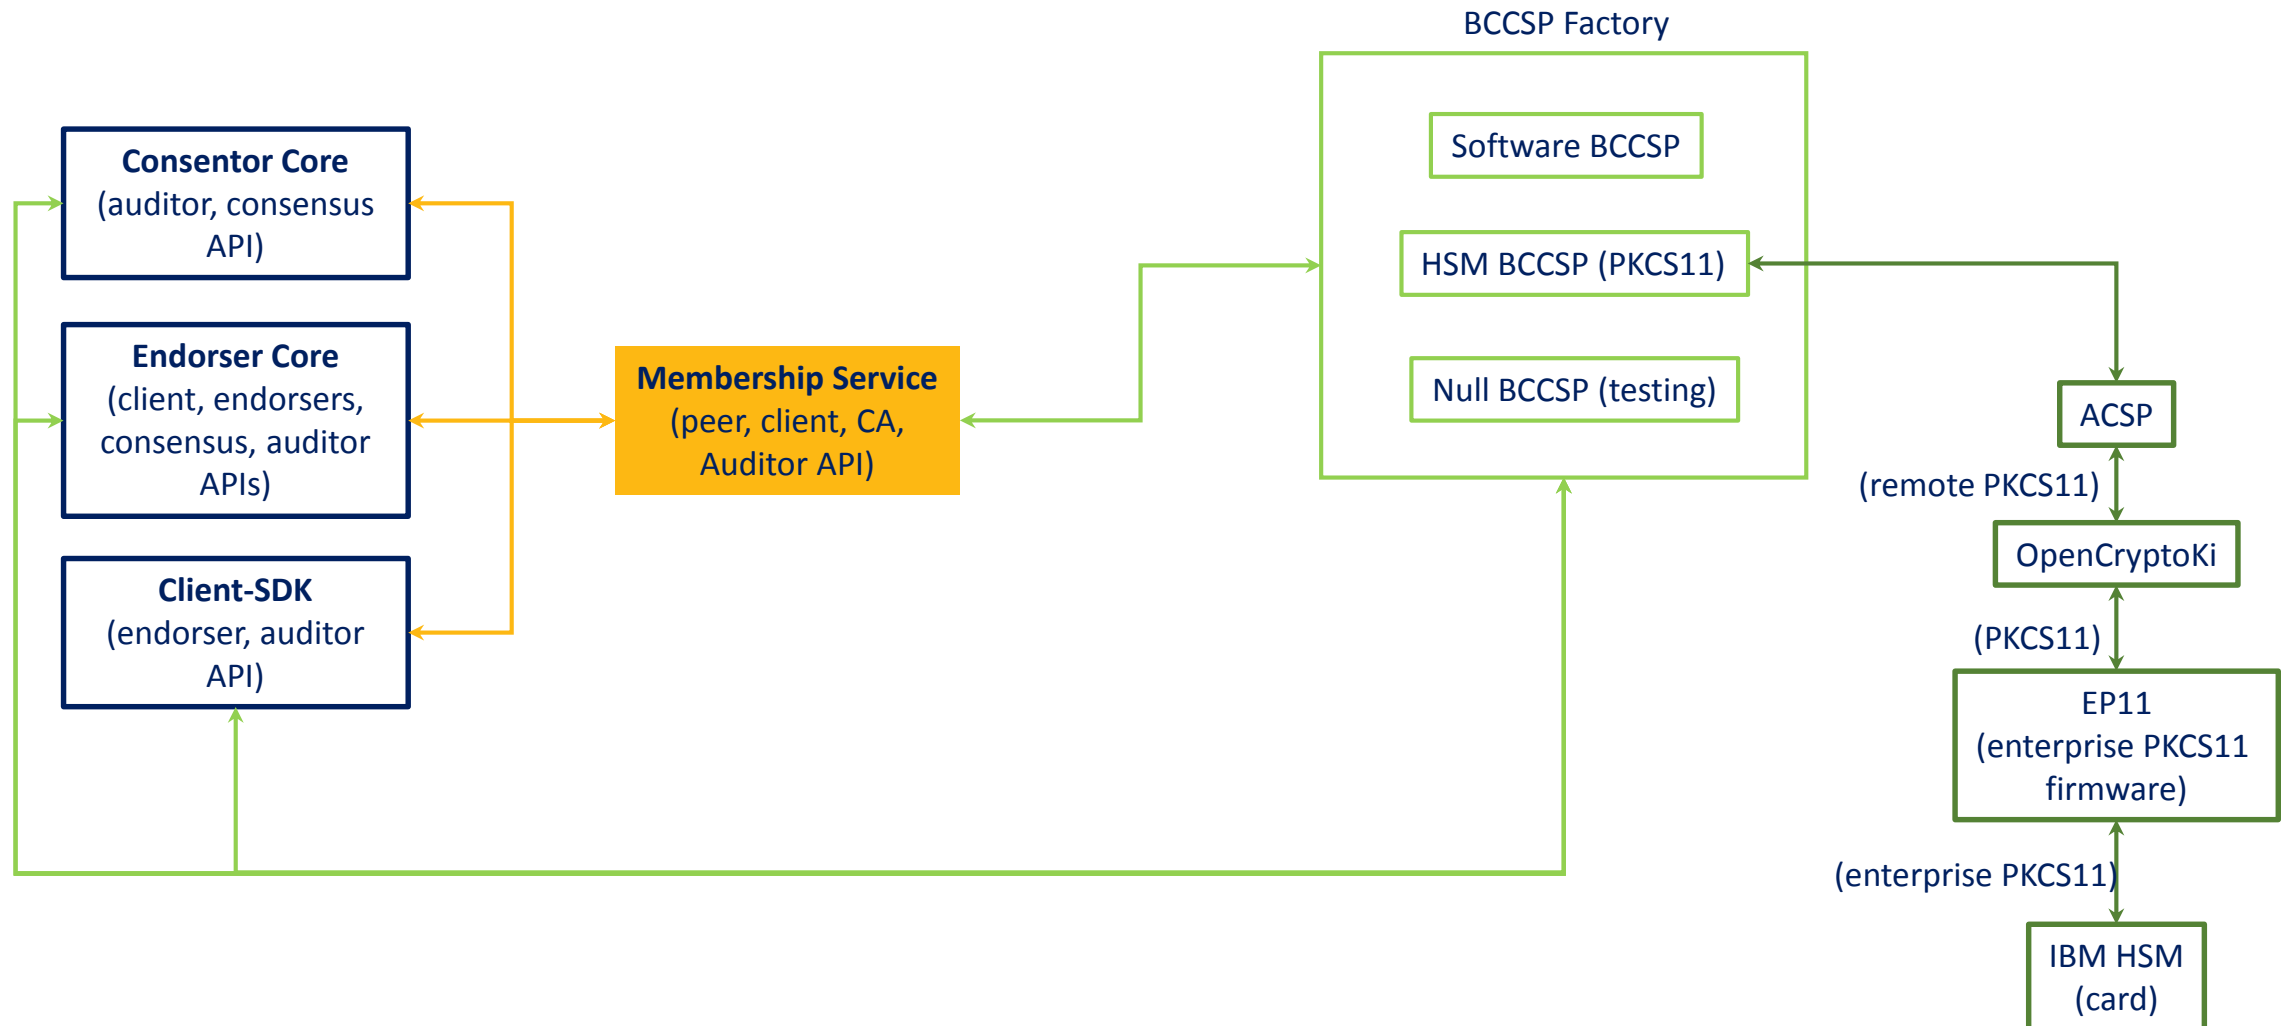 BCCSP Factory
Consentor Core
(auditor, consensus
API)
Endorser Core
(client, endorsers,
consensus, auditor
APIs)
Client-SDK
(endorser, auditor
API)
Membership Service
(peer, client, CA,
Auditor API)
Software BCCSP
HSM BCCSP (PKCS11)
Null BCCSP (testing)
ACSP
(remote PKCS11)
OpenCryptoKi
(PKCS11)
EP11
(enterprise PKCS11
firmware)
(enterprise PKCS11)
IBM HSM
(card)